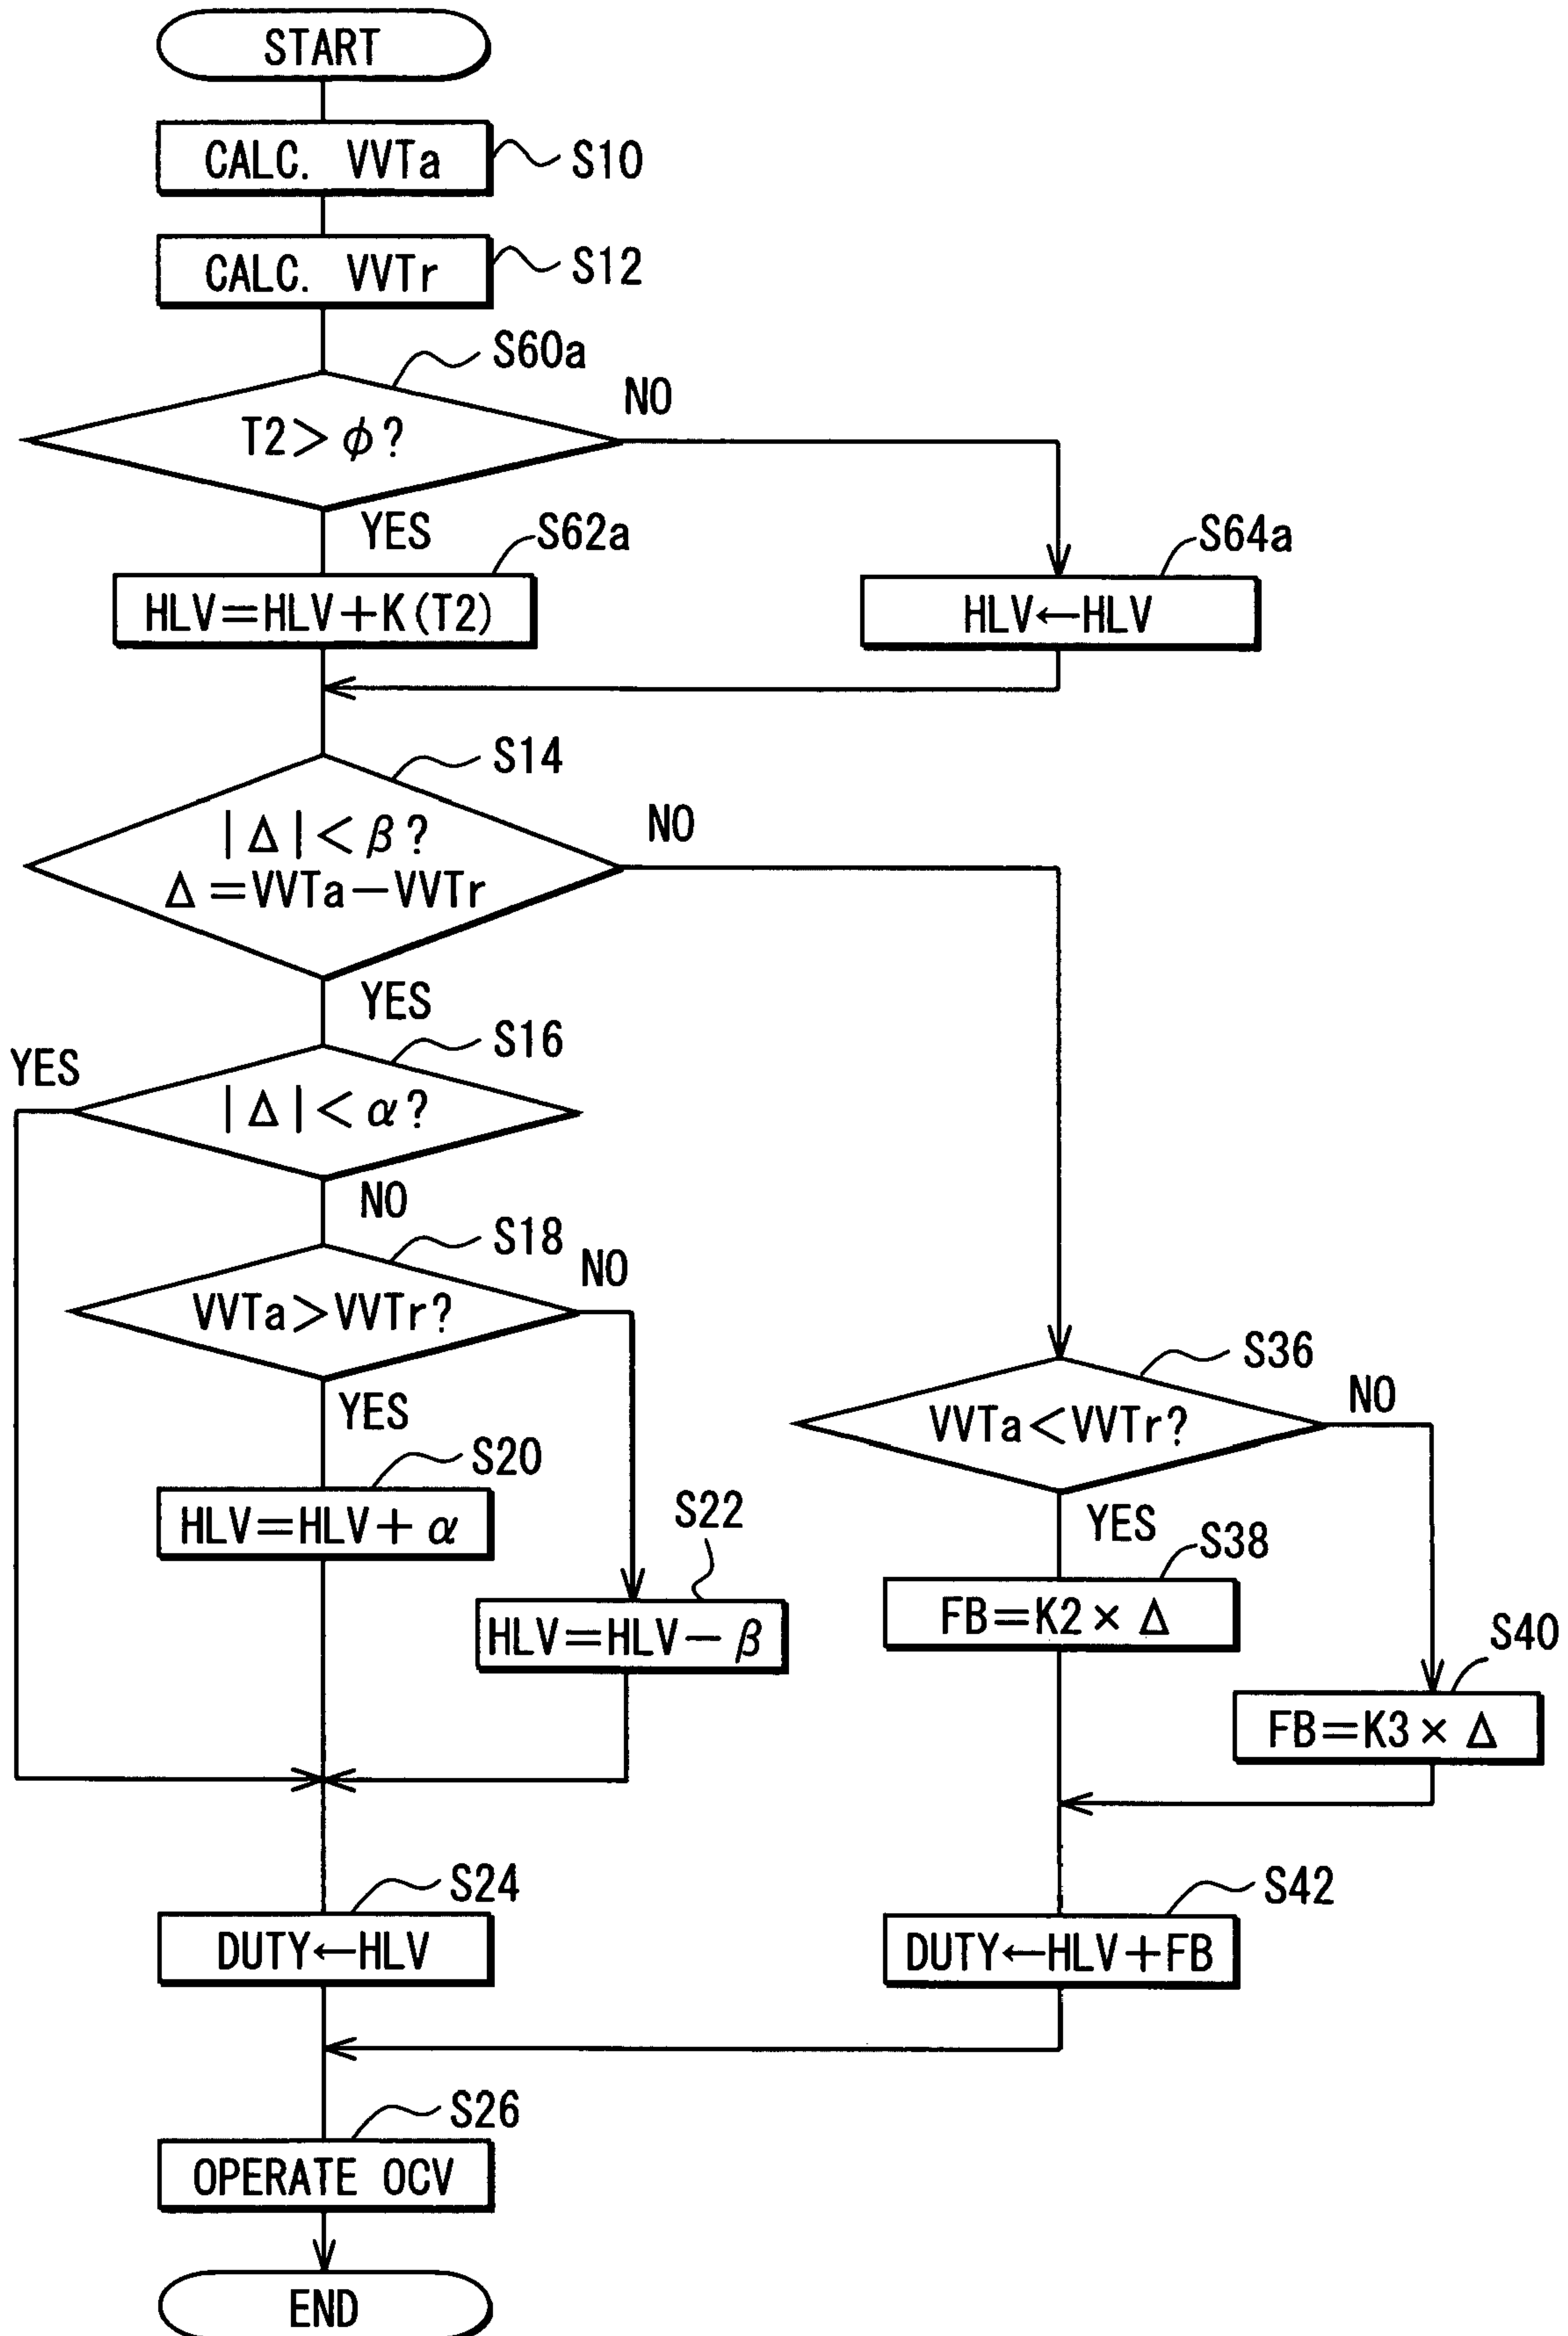 START
CALC. VVTa
S10
CALC. VVTr
S12
S60a
T2>ϕ?
NO
YES
S62a
HLV=HLV+K(T2)
S64a
HLV←HLV
S14
|Δ|<β?
Δ=VVTa−VVTr
NO
YES
S16
YES
|Δ|<α?
NO
S18
VVTa>VVTr?
NO
YES
S20
HLV=HLV+α
S22
HLV=HLV−β
S36
VVTa<VVTr?
NO
YES
S38
FB=K2×Δ
S40
FB=K3×Δ
S24
DUTY←HLV
S42
DUTY←HLV+FB
S26
OPERATE OCV
END